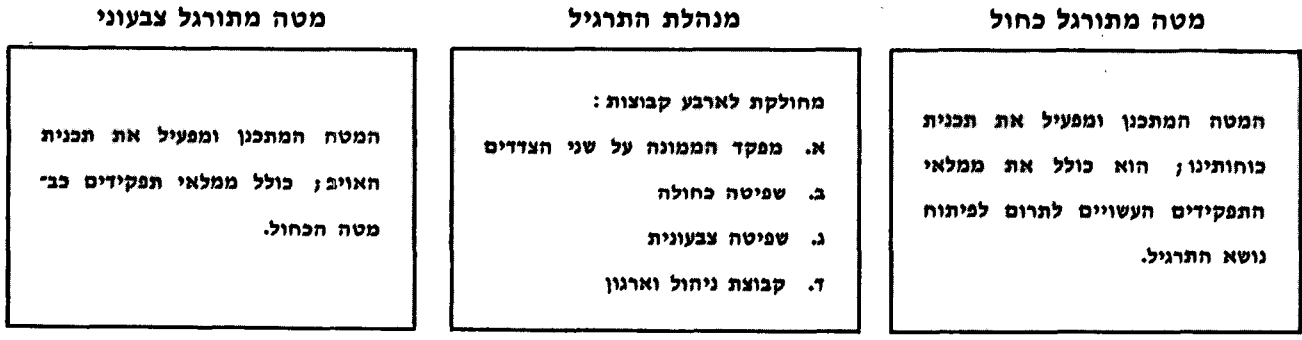 מטה מתורגל כחול
המטה המתכנן ומפעיל את תכנית
כוחותינו; הוא כולל את ממלאי
התפקידים העשויים לתרום לפיתוח
נושא התרגיל.
מנהלת התרגיל
מחולקת לארבע קבוצות:
א. מפקד הממונה על שני הצדדים
ב. שפיטה כחולה
ג. שפיטה צבעונית
ד. קבוצת ניהול וארגון
מטה מתורגל צבעוני
המטה המתכנן ומפעיל את תכנית
האויב; כולל ממלאי תפקידים כב־
מטה הכחול.